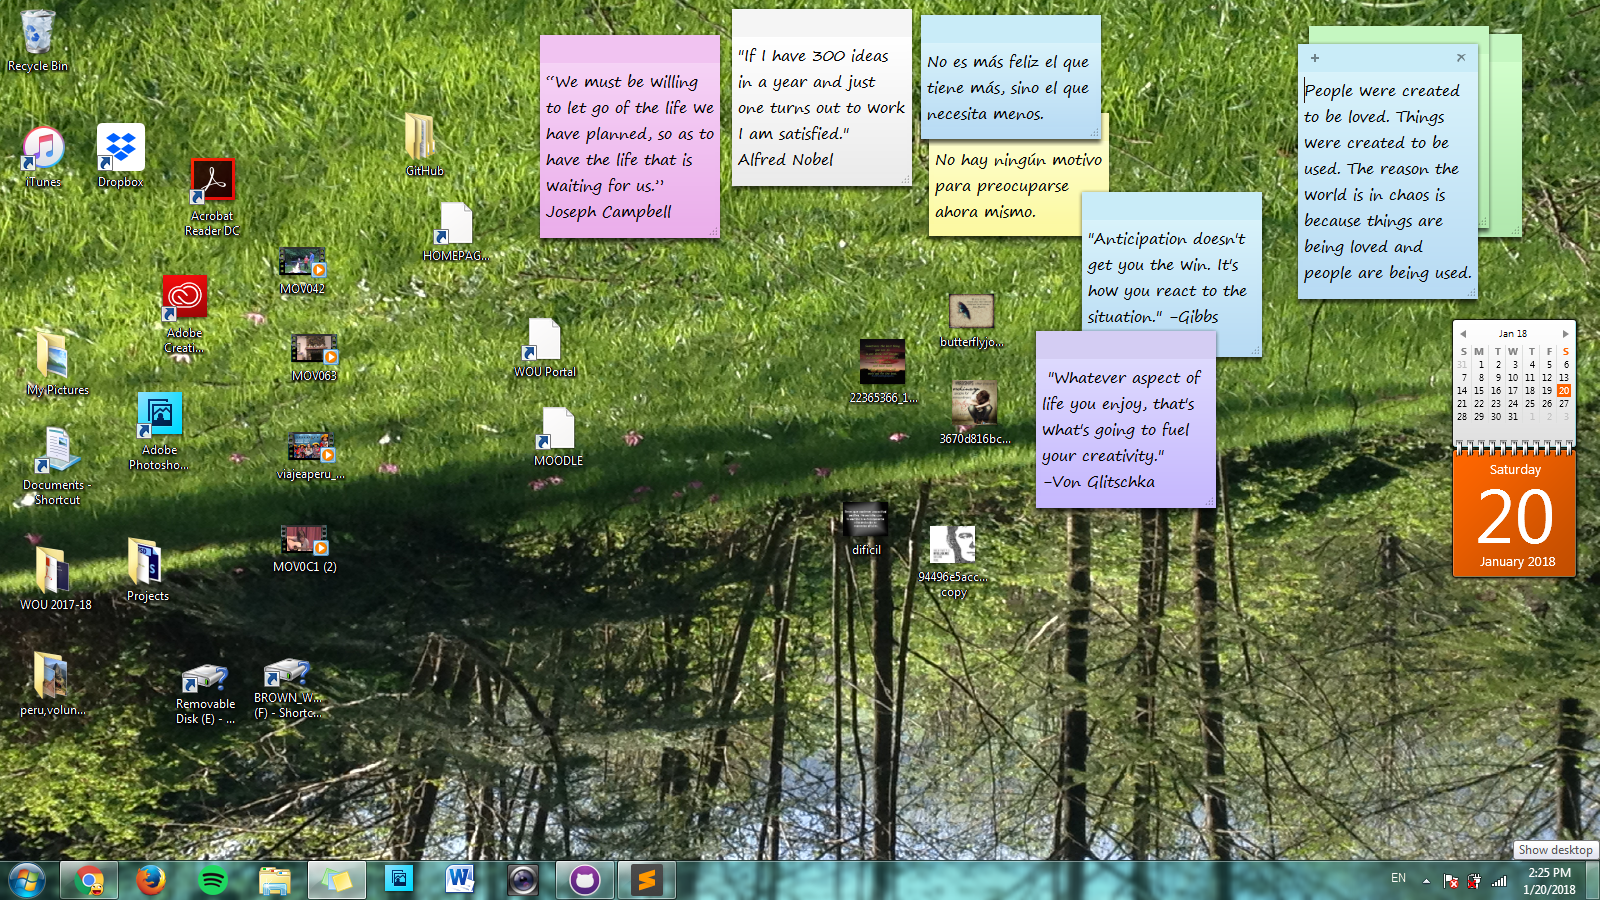 Recycle Bin
iTunes
Dropbox
Acrobat
Reader DC
GitHub
HOMEPAG...
MOV042
Adobe
Creati...
MOV063
My Pictures
WOU Portal
Adobe
Photosho...
MOODLE
viajeaperu_...
Documents -
Shortcut
MOV0C1 (2)
WOU 2017-18
Projects
peru,volun...
Removable
Disk (E) - ...
BROWN_W...
(F) - Shortc...
“We must be willing
to let go of the life we
have planned, so as to
have the life that is
waiting for us.”
Joseph Campbell
"If I have 300 ideas
in a year and just
one turns out to work
I am satisfied."
Alfred Nobel
No es más feliz el que
tiene más, sino el que
necesita menos.
No hay ningún motivo
para preocuparse
ahora mismo.
"Anticipation doesn't
get you the win. It's
how you react to the
situation." -Gibbs
"Whatever aspect of
life you enjoy, that's
what's going to fuel
your creativity."
-Von Glitschka
People were created
to be loved. Things
were created to be
used. The reason the
world is in chaos is
because things are
being loved and
people are being used.
butterflyjo...
22365366_1...
3670d816bc...
dificil
94496e5acc...
copy
Jan 18
S M T W T F S
31 1 2 3 4 5 6
7 8 9 10 11 12 13
14 15 16 17 18 19 20
21 22 23 24 25 26 27
28 29 30 31 1 2 3
Saturday
20
January 2018
Show desktop
EN
2:25 PM
1/20/2018